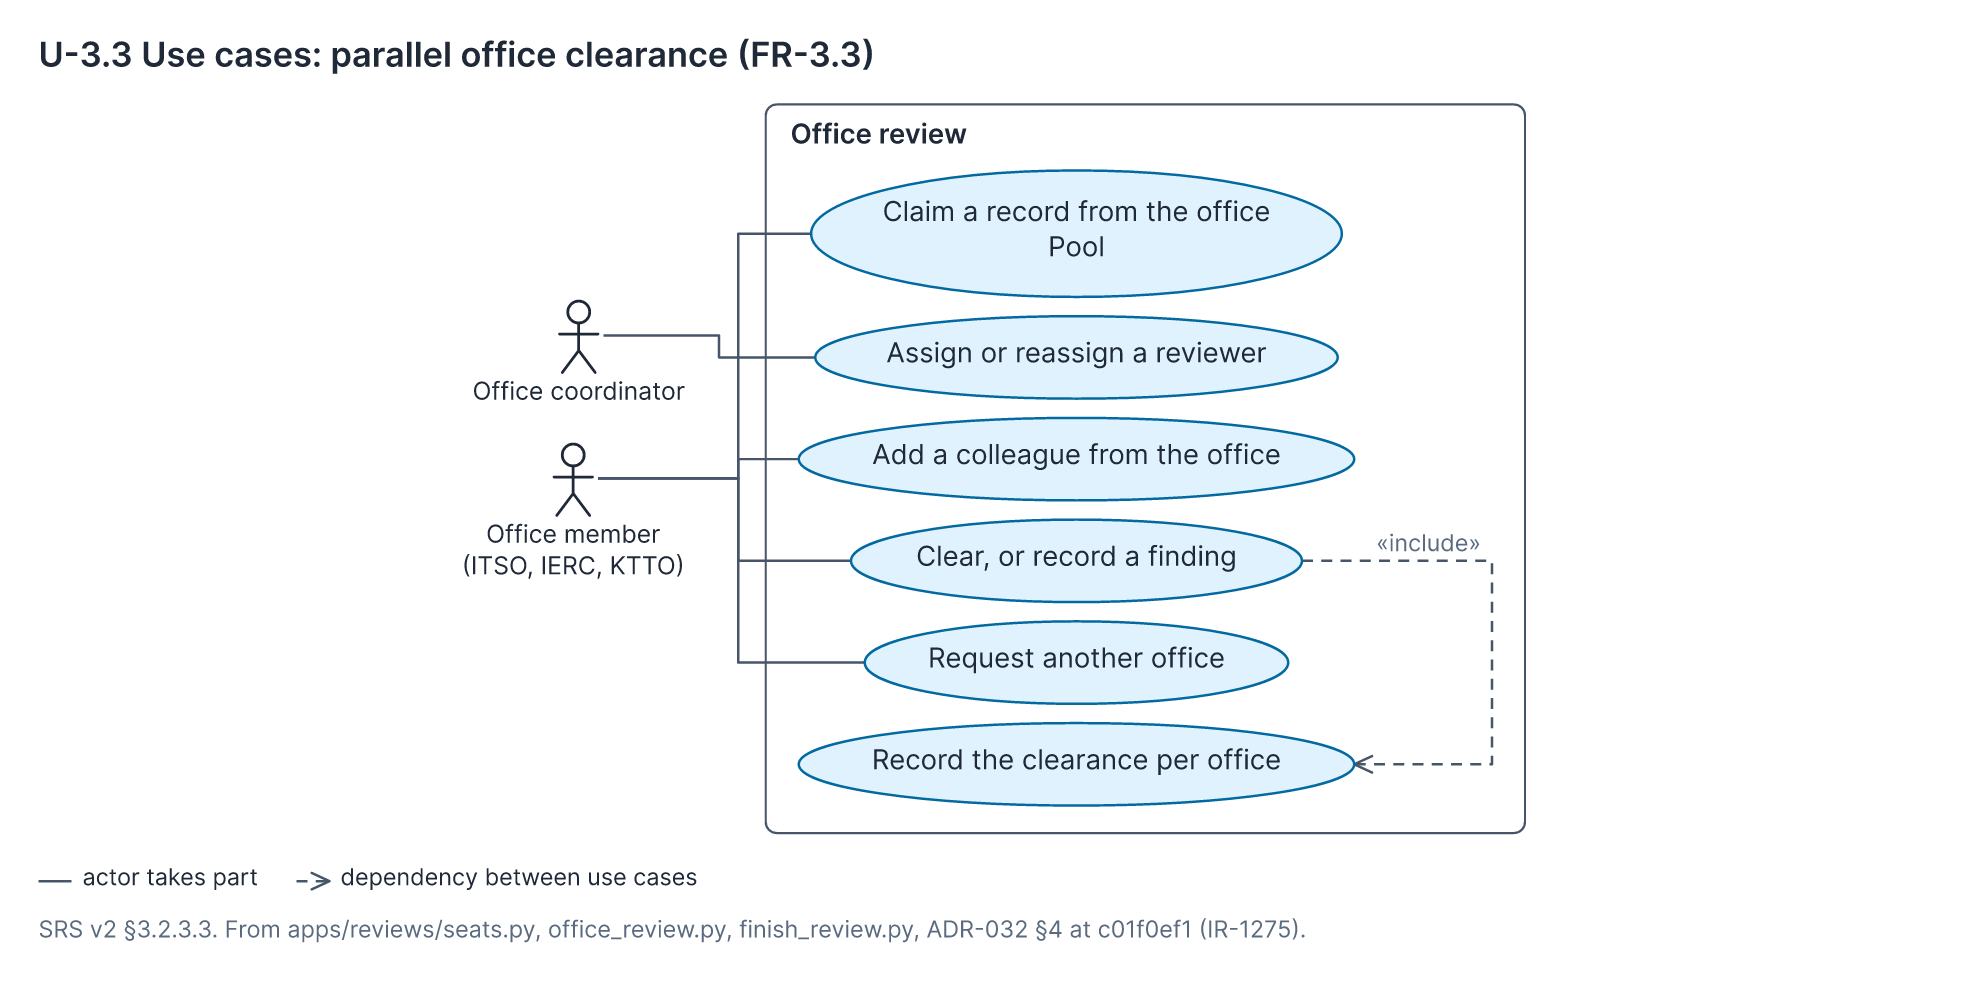 U-3.3 Use cases: parallel office clearance (FR-3.3)
Office review
Claim a record from the office
Pool
Assign or reassign a reviewer
Office coordinator
Add a colleague from the office
Office member
(ITSO, IERC, KTTO)
Clear, or record a finding
«include»
Request another office
Record the clearance per office
actor takes part
dependency between use cases
SRS v2 §3.2.3.3. From apps/reviews/seats.py, office_review.py, finish_review.py, ADR-032 §4 at c01f0ef1 (IR-1275).